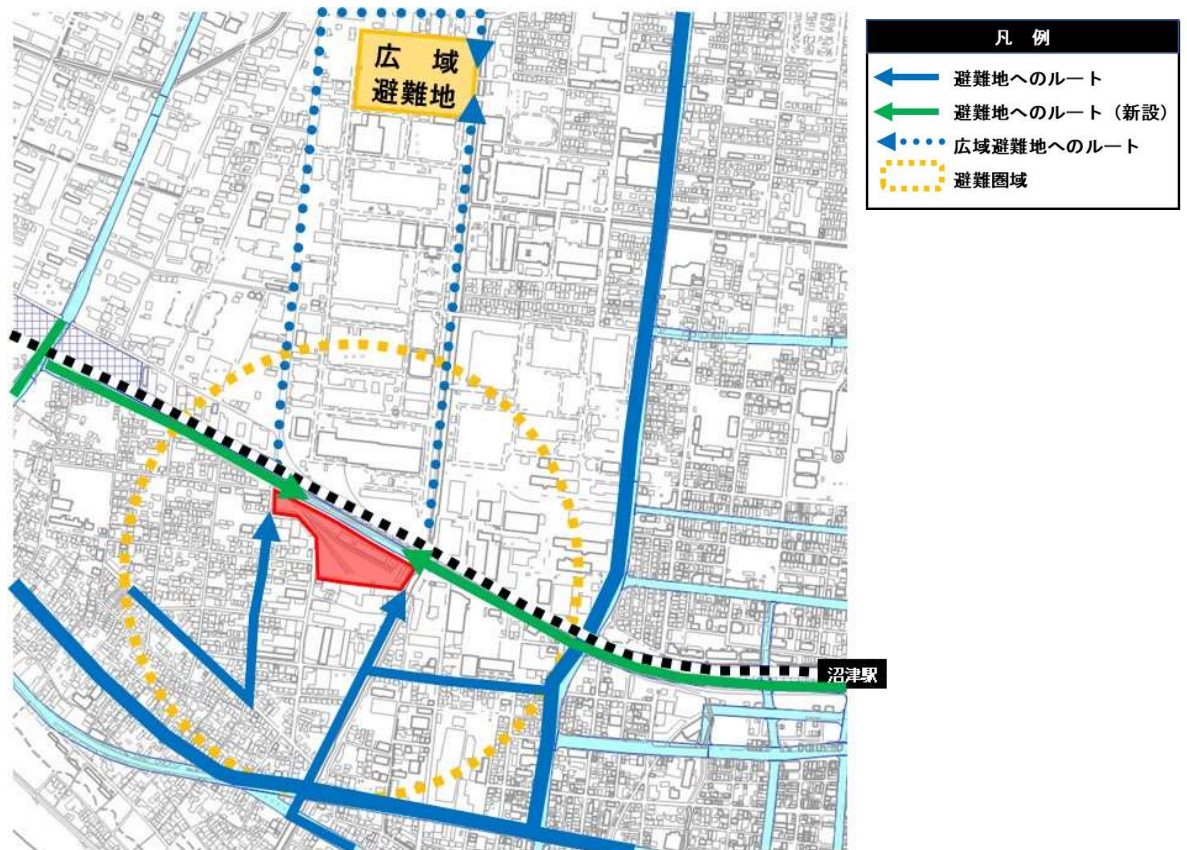 広 域
避難地
凡 例
避難地へのルート
避難地へのルート（新設）
広域避難地へのルート
避難圏域
沼津駅